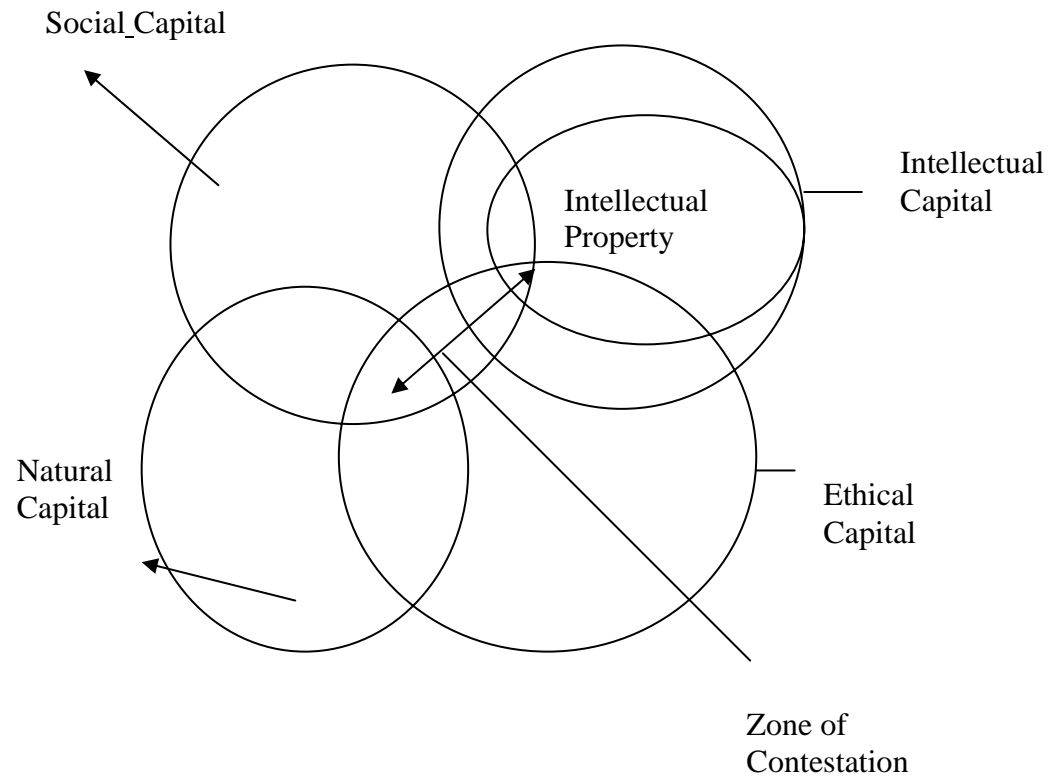 Social Capital
Intellectual
Capital
Intellectual
Property
Natural
Capital
Ethical
Capital
Zone of
Contestation